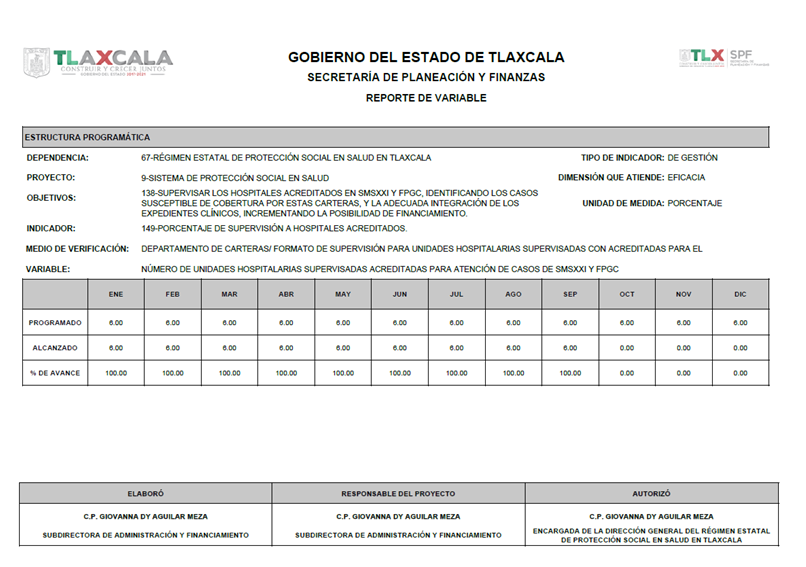 TLAXCALA
CONSTRUIR Y CRECER JUNTOS
GOBIERNO DEL ESTADO 2017-2021
GOBIERNO DEL ESTADO DE TLAXCALA
SECRETARÍA DE PLANEACIÓN Y FINANZAS
REPORTE DE VARIABLE
TLX SPF
ESTRUCTURA PROGRAMÁTICA
DEPENDENCIA: 67-RÉGIMEN ESTATAL DE PROTECCIÓN SOCIAL EN SALUD EN TLAXCALA TIPO DE INDICADOR: DE GESTIÓN
PROYECTO: 9-SISTEMA DE PROTECCIÓN SOCIAL EN SALUD DIMENSIÓN QUE ATIENDE: EFICACIA
OBJETIVOS: 138-SUPERVISAR LOS HOSPITALES ACREDITADOS EN SMSXXI Y FPGC, IDENTIFICANDO LOS CASOS
SUSCEPTIBLE DE COBERTURA POR ESTAS CARTERAS, Y LA ADECUADA INTEGRACIÓN DE LOS UNIDAD DE MEDIDA: PORCENTAJE
EXPEDIENTES CLÍNICOS, INCREMENTANDO LA POSIBILIDAD DE FINANCIAMIENTO.
INDICADOR: 149-PORCENTAJE DE SUPERVISIÓN A HOSPITALES ACREDITADOS.
MEDIO DE VERIFICACIÓN: DEPARTAMENTO DE CARTERAS/ FORMATO DE SUPERVISIÓN PARA UNIDADES HOSPITALARIAS SUPERVISADAS CON ACREDITADAS PARA EL
VARIABLE: NÚMERO DE UNIDADES HOSPITALARIAS SUPERVISADAS ACREDITADAS PARA ATENCIÓN DE CASOS DE SMSXXI Y FPGC
ENE FEB MAR ABR MAY JUN JUL AGO SEP OCT NOV DIC
PROGRAMADO 6.00 6.00 6.00 6.00 6.00 6.00 6.00 6.00 6.00 6.00 6.00 6.00
ALCANZADO 6.00 6.00 6.00 6.00 6.00 6.00 6.00 6.00 6.00 0.00 0.00 0.00
% DE AVANCE 100.00 100.00 100.00 100.00 100.00 100.00 100.00 100.00 100.00 0.00 0.00 0.00
ELABORÓ RESPONSABLE DEL PROYECTO AUTORIZÓ
C.P. GIOVANNA DY AGUILAR MEZA C.P. GIOVANNA DY AGUILAR MEZA C.P. GIOVANNA DY AGUILAR MEZA
SUBDIRECTORA DE ADMINISTRACIÓN Y FINANCIAMIENTO SUBDIRECTORA DE ADMINISTRACIÓN Y FINANCIAMIENTO ENCARGADA DE LA DIRECCIÓN GENERAL DEL RÉGIMEN ESTATAL
DE PROTECCIÓN SOCIAL EN SALUD EN TLAXCALA